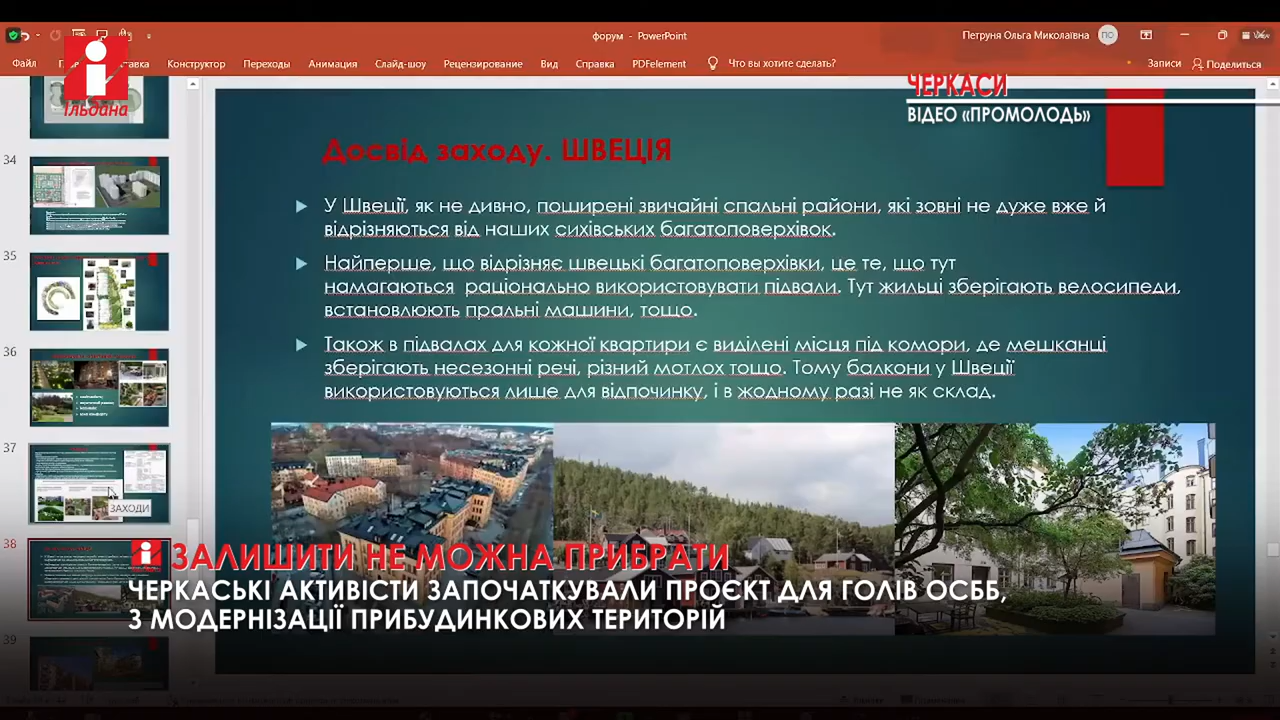 форум - PowerPoint
Петруня Ольга Миколаївна
ПО
Файл
Конструктор
Переходы
Анимация
Слайд-шоу
Рецензирование
Вид
Справка
PDFelement
Что вы хотите сделать?
Записи
Поделиться
i
Ільдана
ЧЕРКАСИ
ВІДЕО «ПРОМОЛОДЬ»
Досвід заходу. ШВЕЦІЯ
У Швеції, як не дивно, поширені звичайні спальні райони, які зовні не дуже вже й
відрізняються від наших сихівських багатоповерхівок.
Найперше, що відрізняє швецькі багатоповерхівки, це те, що тут
намагаються раціонально використовувати підвали. Тут жильці зберігають велосипеди,
встановлюють пральні машини, тощо.
Також в підвалах для кожної квартири є виділені місця під комори, де мешканці
зберігають несезонні речі, різний мотлох тощо. Тому балкони у Швеції
використовуються лише для відпочинку, і в жодному разі не як склад.
34
35
36
37
ЗАХОДИ
38
39
ЗАЛИШИТИ НЕ МОЖНА ПРИБРАТИ
ЧЕРКАСЬКІ АКТИВІСТИ ЗАПОЧАТКУВАЛИ ПРОЄКТ ДЛЯ ГОЛІВ ОСББ,
З МОДЕРНІЗАЦІЇ ПРИБУДИНКОВИХ ТЕРИТОРІЙ